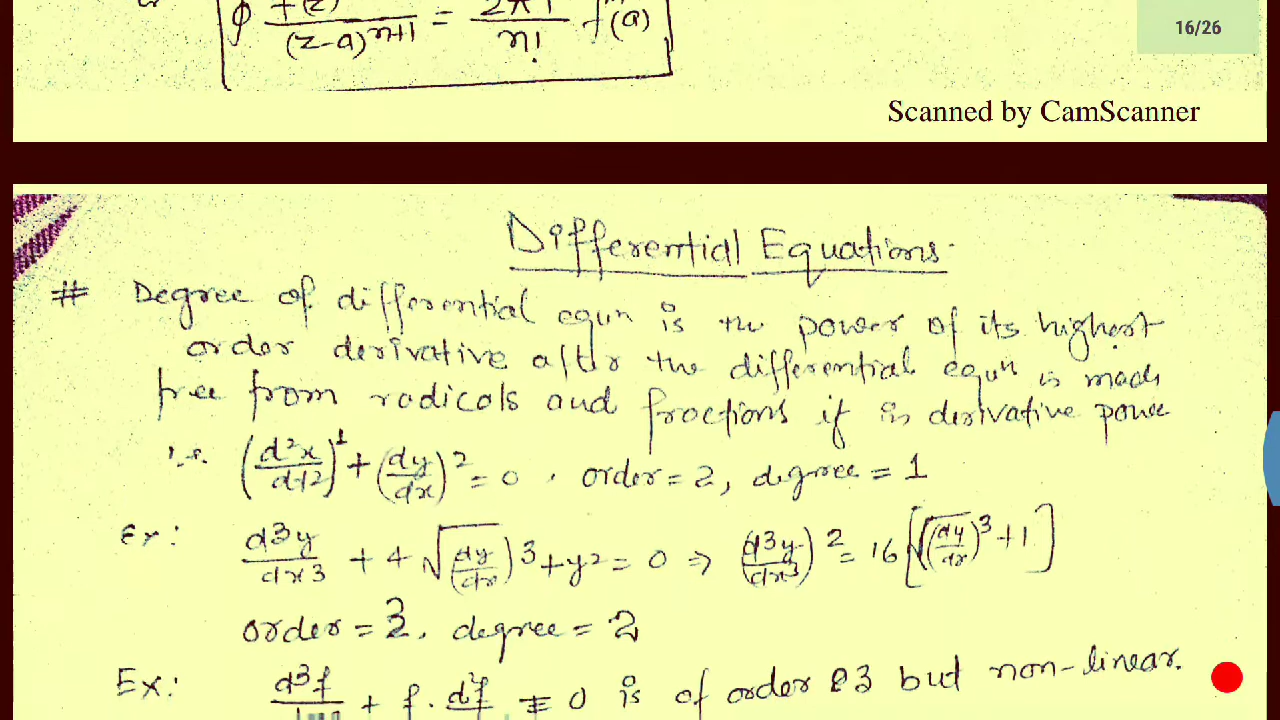 ∮ f(z)/(z-a)^n+1 = 2πi/n! f^n(a)
16/26
Scanned by CamScanner
Differential Equations.
# Degree of differential equn is the power of its highest
order derivative after the differential equn is made
free from radicals and fractions if in derivative power
i.e. (d²x/dt²)^1 + (dy/dx)² = 0 , order = 2, degree = 1
Ex: d³y/dx³ + 4 √(dy/dx)³ + y² = 0 ⇒ (d³y/dx³)² = 16 [√(dy/dx)³ + 1]
order = 3, degree = 2
Ex: d³f + f . = 0 is of order 3 but non-linear.